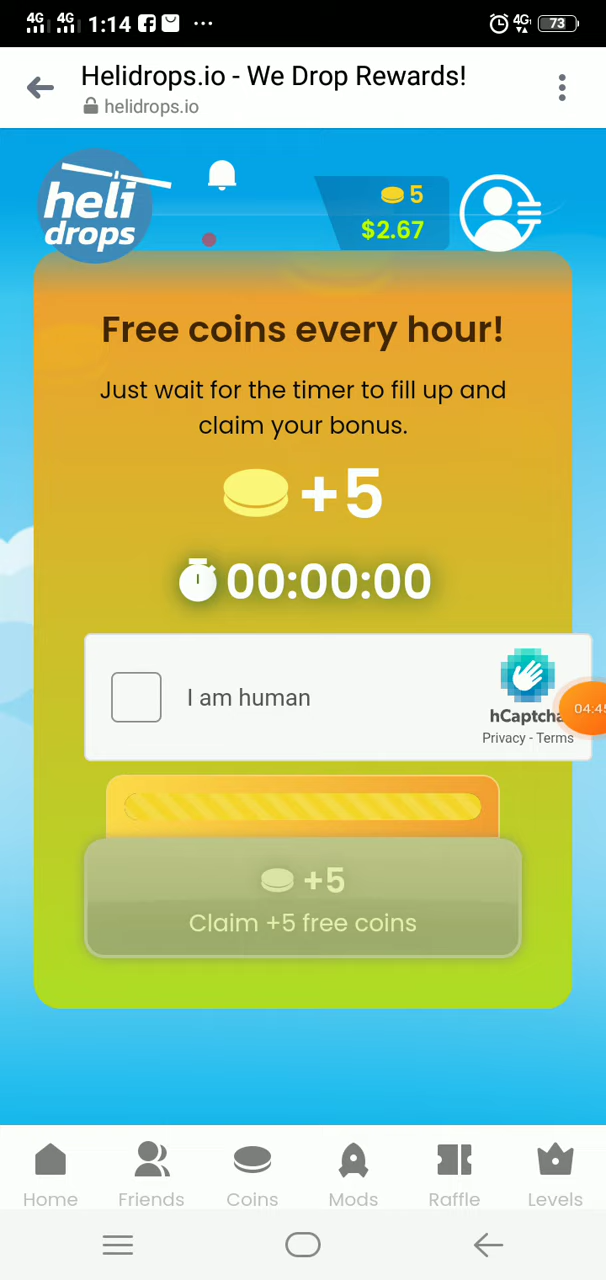 4G 4G 1:14 ... 4G 73
Helidrops.io - We Drop Rewards!
helidrops.io
heli
drops
5
$2.67
Free coins every hour!
Just wait for the timer to fill up and
claim your bonus.
+5
00:00:00
I am human
hCaptcha
Privacy - Terms
04:45
+5
Claim +5 free coins
Home Friends Coins Mods Raffle Levels